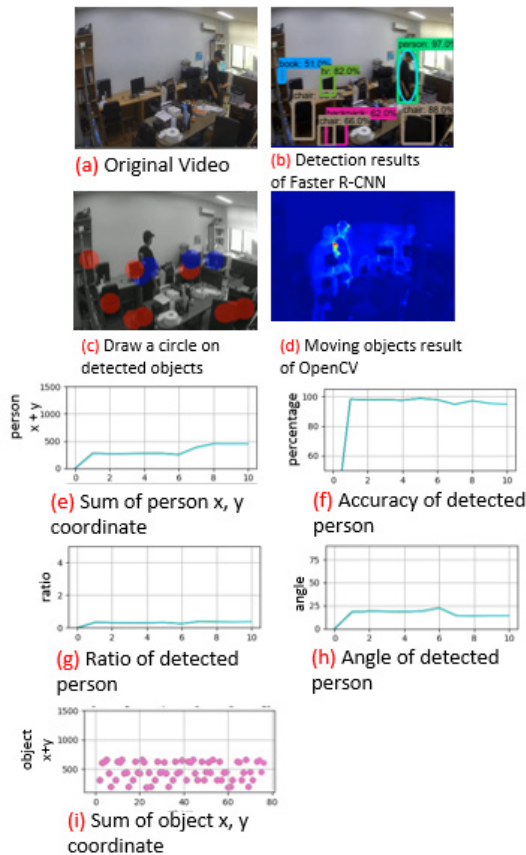 book: 51.0%
tv: 82.0%
person: 97.0%
chair:
backpack: 62.0%
chair: 66.0%
chair: 88.0%
(a) Original Video
(b) Detection results
of Faster R-CNN
(c) Draw a circle on
detected objects
(d) Moving objects result
of OpenCV
person
x + y
1500
1000
500
0
0 2 4 6 8 10
(e) Sum of person x, y
coordinate
percentage
100
80
60
0 2 4 6 8 10
(f) Accuracy of detected
person
ratio
4
2
0
0 2 4 6 8 10
(g) Ratio of detected
person
angle
75
50
25
0
0 2 4 6 8 10
(h) Angle of detected
person
object
x+y
1500
1000
500
0 20 40 60 80
(i) Sum of object x, y
coordinate